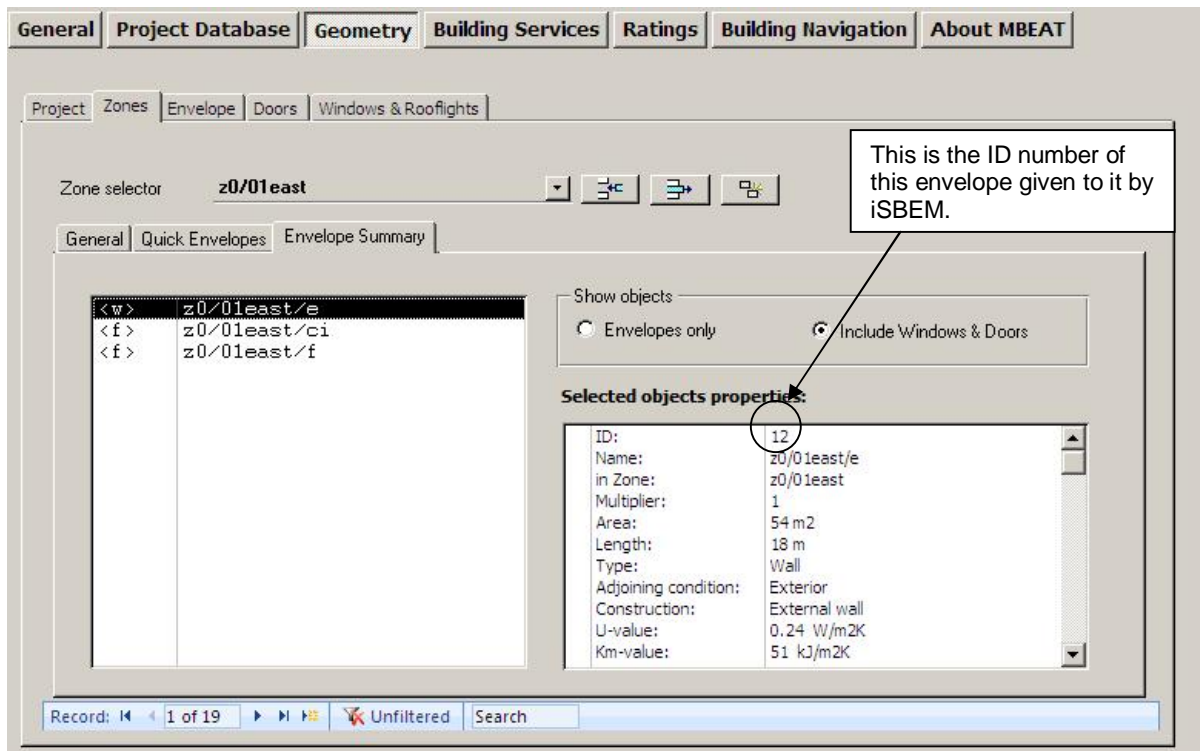 General Project Database Geometry Building Services Ratings Building Navigation About MBEAT
Project Zones Envelope Doors Windows & Rooflights
This is the ID number of
this envelope given to it by
iSBEM.
Zone selector z0/01east
General Quick Envelopes Envelope Summary
<w> z0/01east/e
<f> z0/01east/ci
<f> z0/01east/f
Show objects
Envelopes only Include Windows & Doors
Selected objects properties:
ID: 12
Name: z0/01east/e
in Zone: z0/01east
Multiplier: 1
Area: 54 m2
Length: 18 m
Type: Wall
Adjoining condition: Exterior
Construction: External wall
U-value: 0.24 W/m2K
Km-value: 51 kJ/m2K
Record: 1 of 19 Unfiltered Search